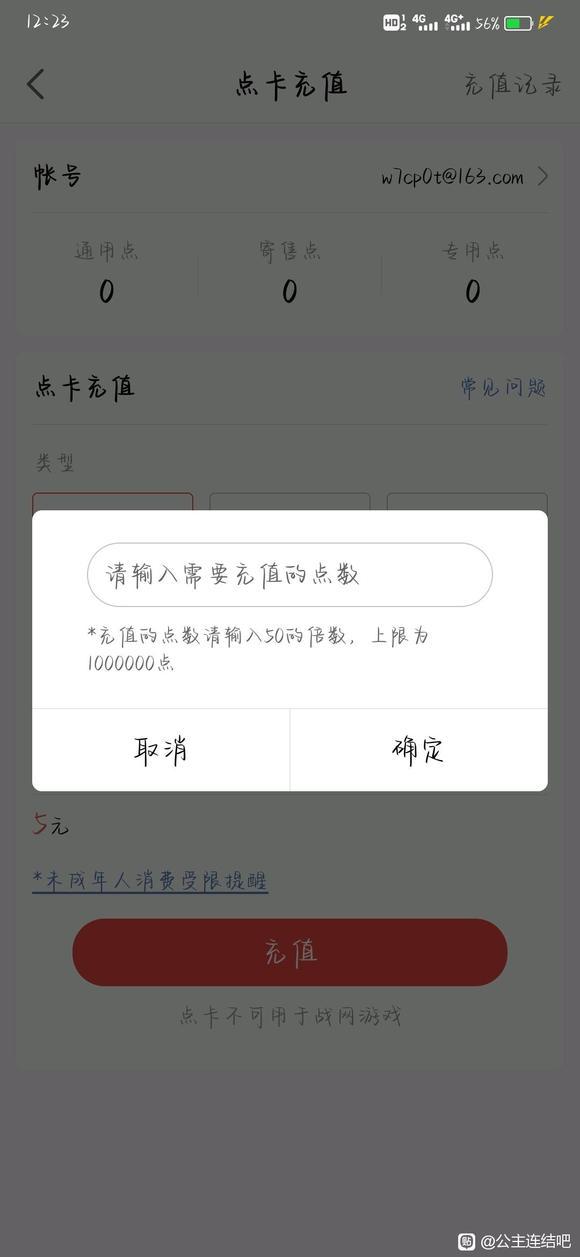 12:23
HD 1 2 4G 4G+ 56%
点卡充值
充值记录
帐号
w7cp0t@163.com
通用点
寄售点
专用点
0
0
0
点卡充值
常见问题
类型
请输入需要充值的点数
*充值的点数请输入50的倍数，上限为
1000000点
取消
确定
5元
*未成年人消费受限提醒
充值
点卡不可用于战网游戏
贴 @公主连结吧